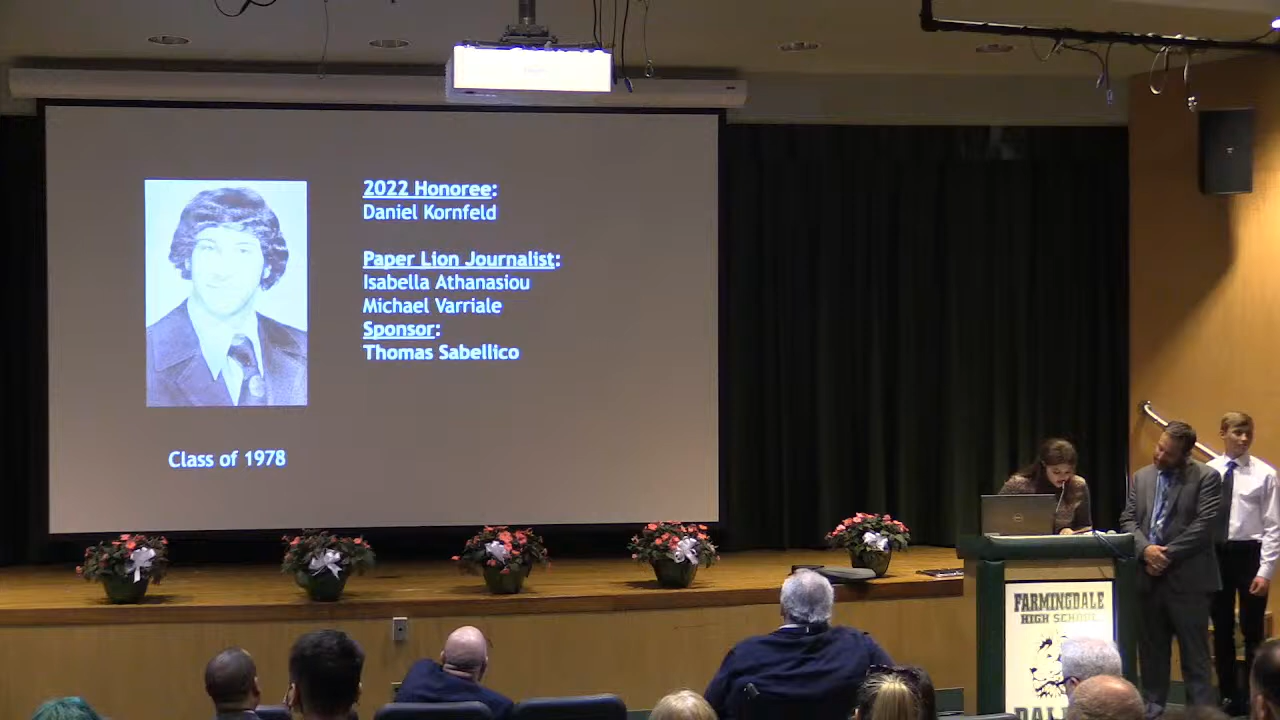 2022 Honoree:
Daniel Kornfeld
Paper Lion Journalist:
Isabella Athanasiou
Michael Varriale
Sponsor:
Thomas Sabellico
Class of 1978
FARMINGDALE
HIGH SCHOOL